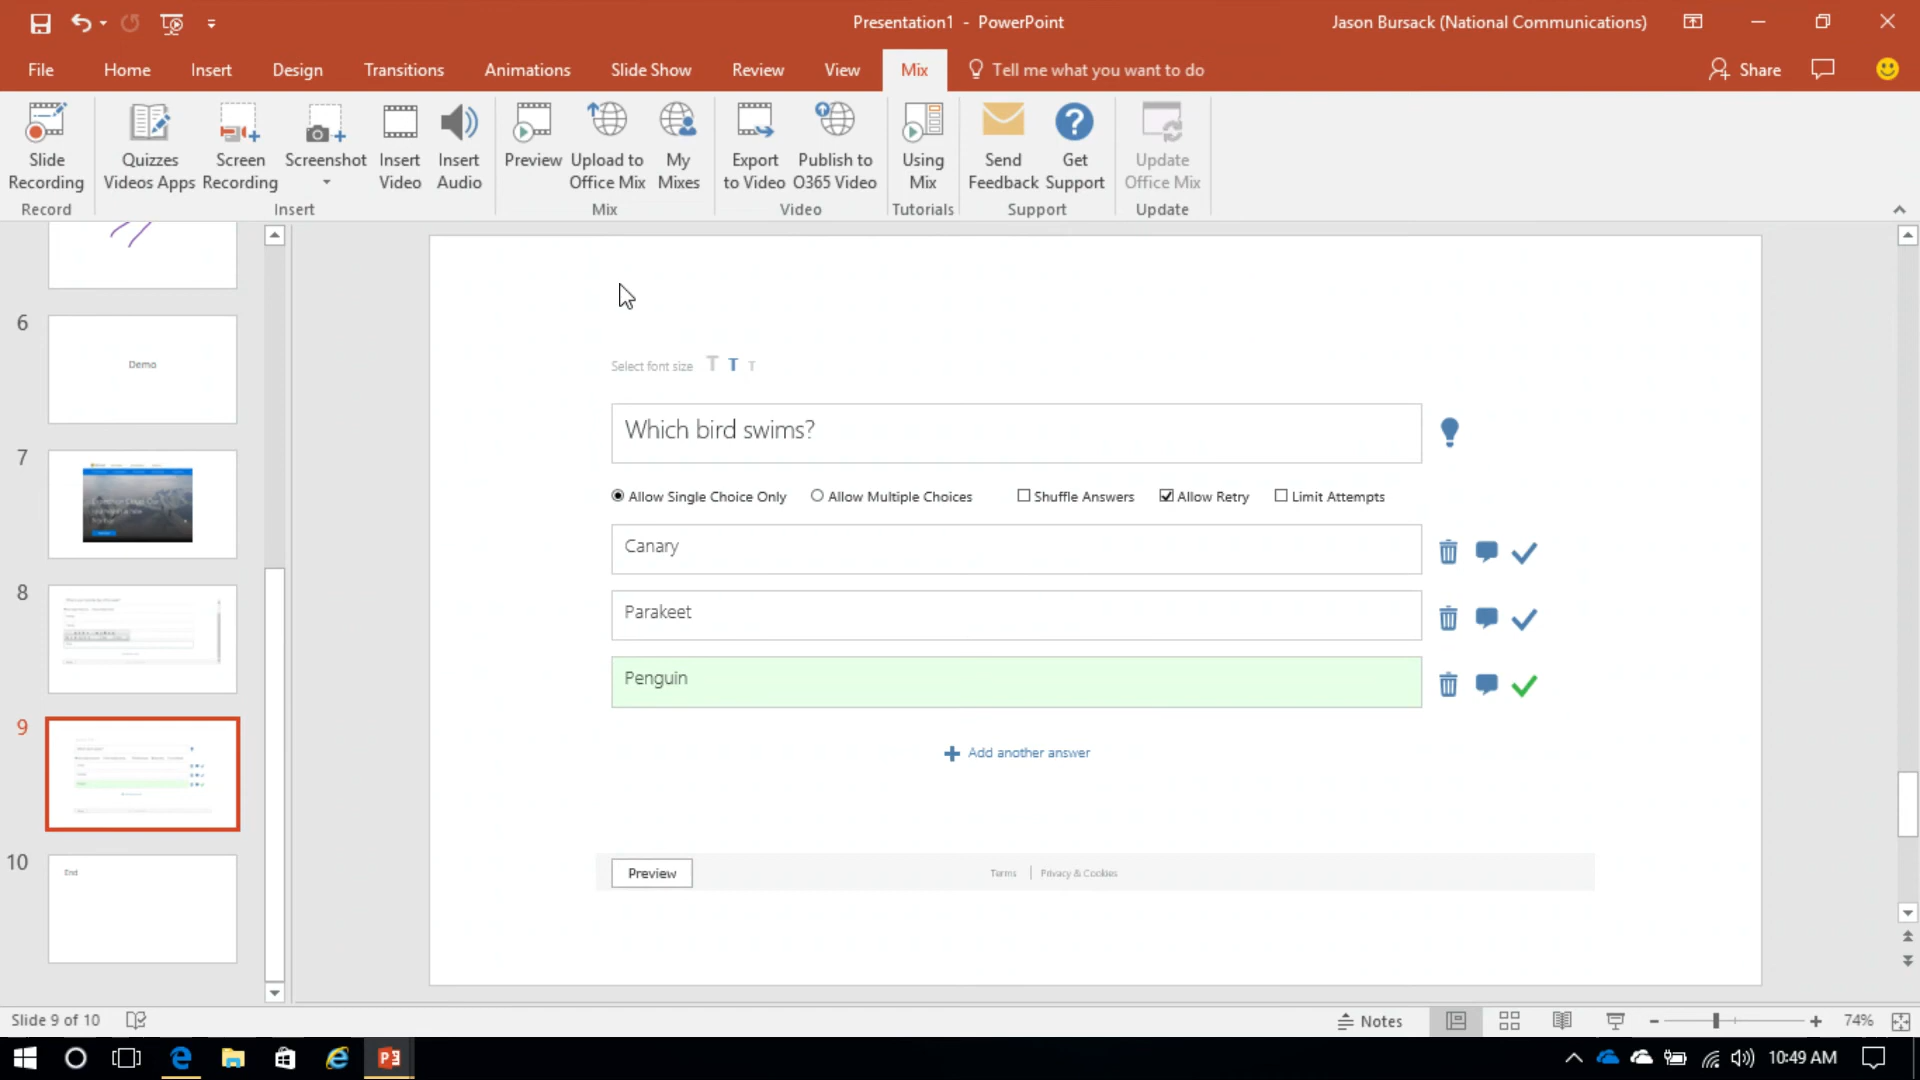 Presentation1 - PowerPoint
Jason Bursack (National Communications)
File Home Insert Design Transitions Animations Slide Show Review View Mix Tell me what you want to do Share
Slide Recording
Quizzes Videos Apps
Screen Recording
Screenshot
Insert Video
Insert Audio
Preview
Upload to Office Mix
My Mixes
Export to Video
Publish to O365 Video
Using Mix
Send Feedback
Get Support
Update Office Mix
Record Insert Mix Video Tutorials Support Update
6
Demo
7
8
9
10
End
Select font size T T T
Which bird swims?
Allow Single Choice Only Allow Multiple Choices Shuffle Answers Allow Retry Limit Attempts
Canary
Parakeet
Penguin
Add another answer
Preview Terms Privacy & Cookies
Slide 9 of 10 Notes 74%
10:49 AM